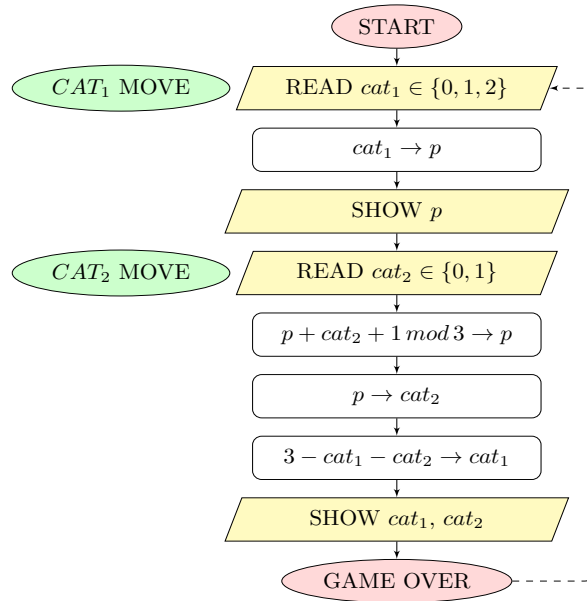 START
CAT₁ MOVE
READ cat₁ ∈ {0, 1, 2}
cat₁ → p
SHOW p
CAT₂ MOVE
READ cat₂ ∈ {0, 1}
p + cat₂ + 1 mod 3 → p
p → cat₂
3 − cat₁ − cat₂ → cat₁
SHOW cat₁, cat₂
GAME OVER